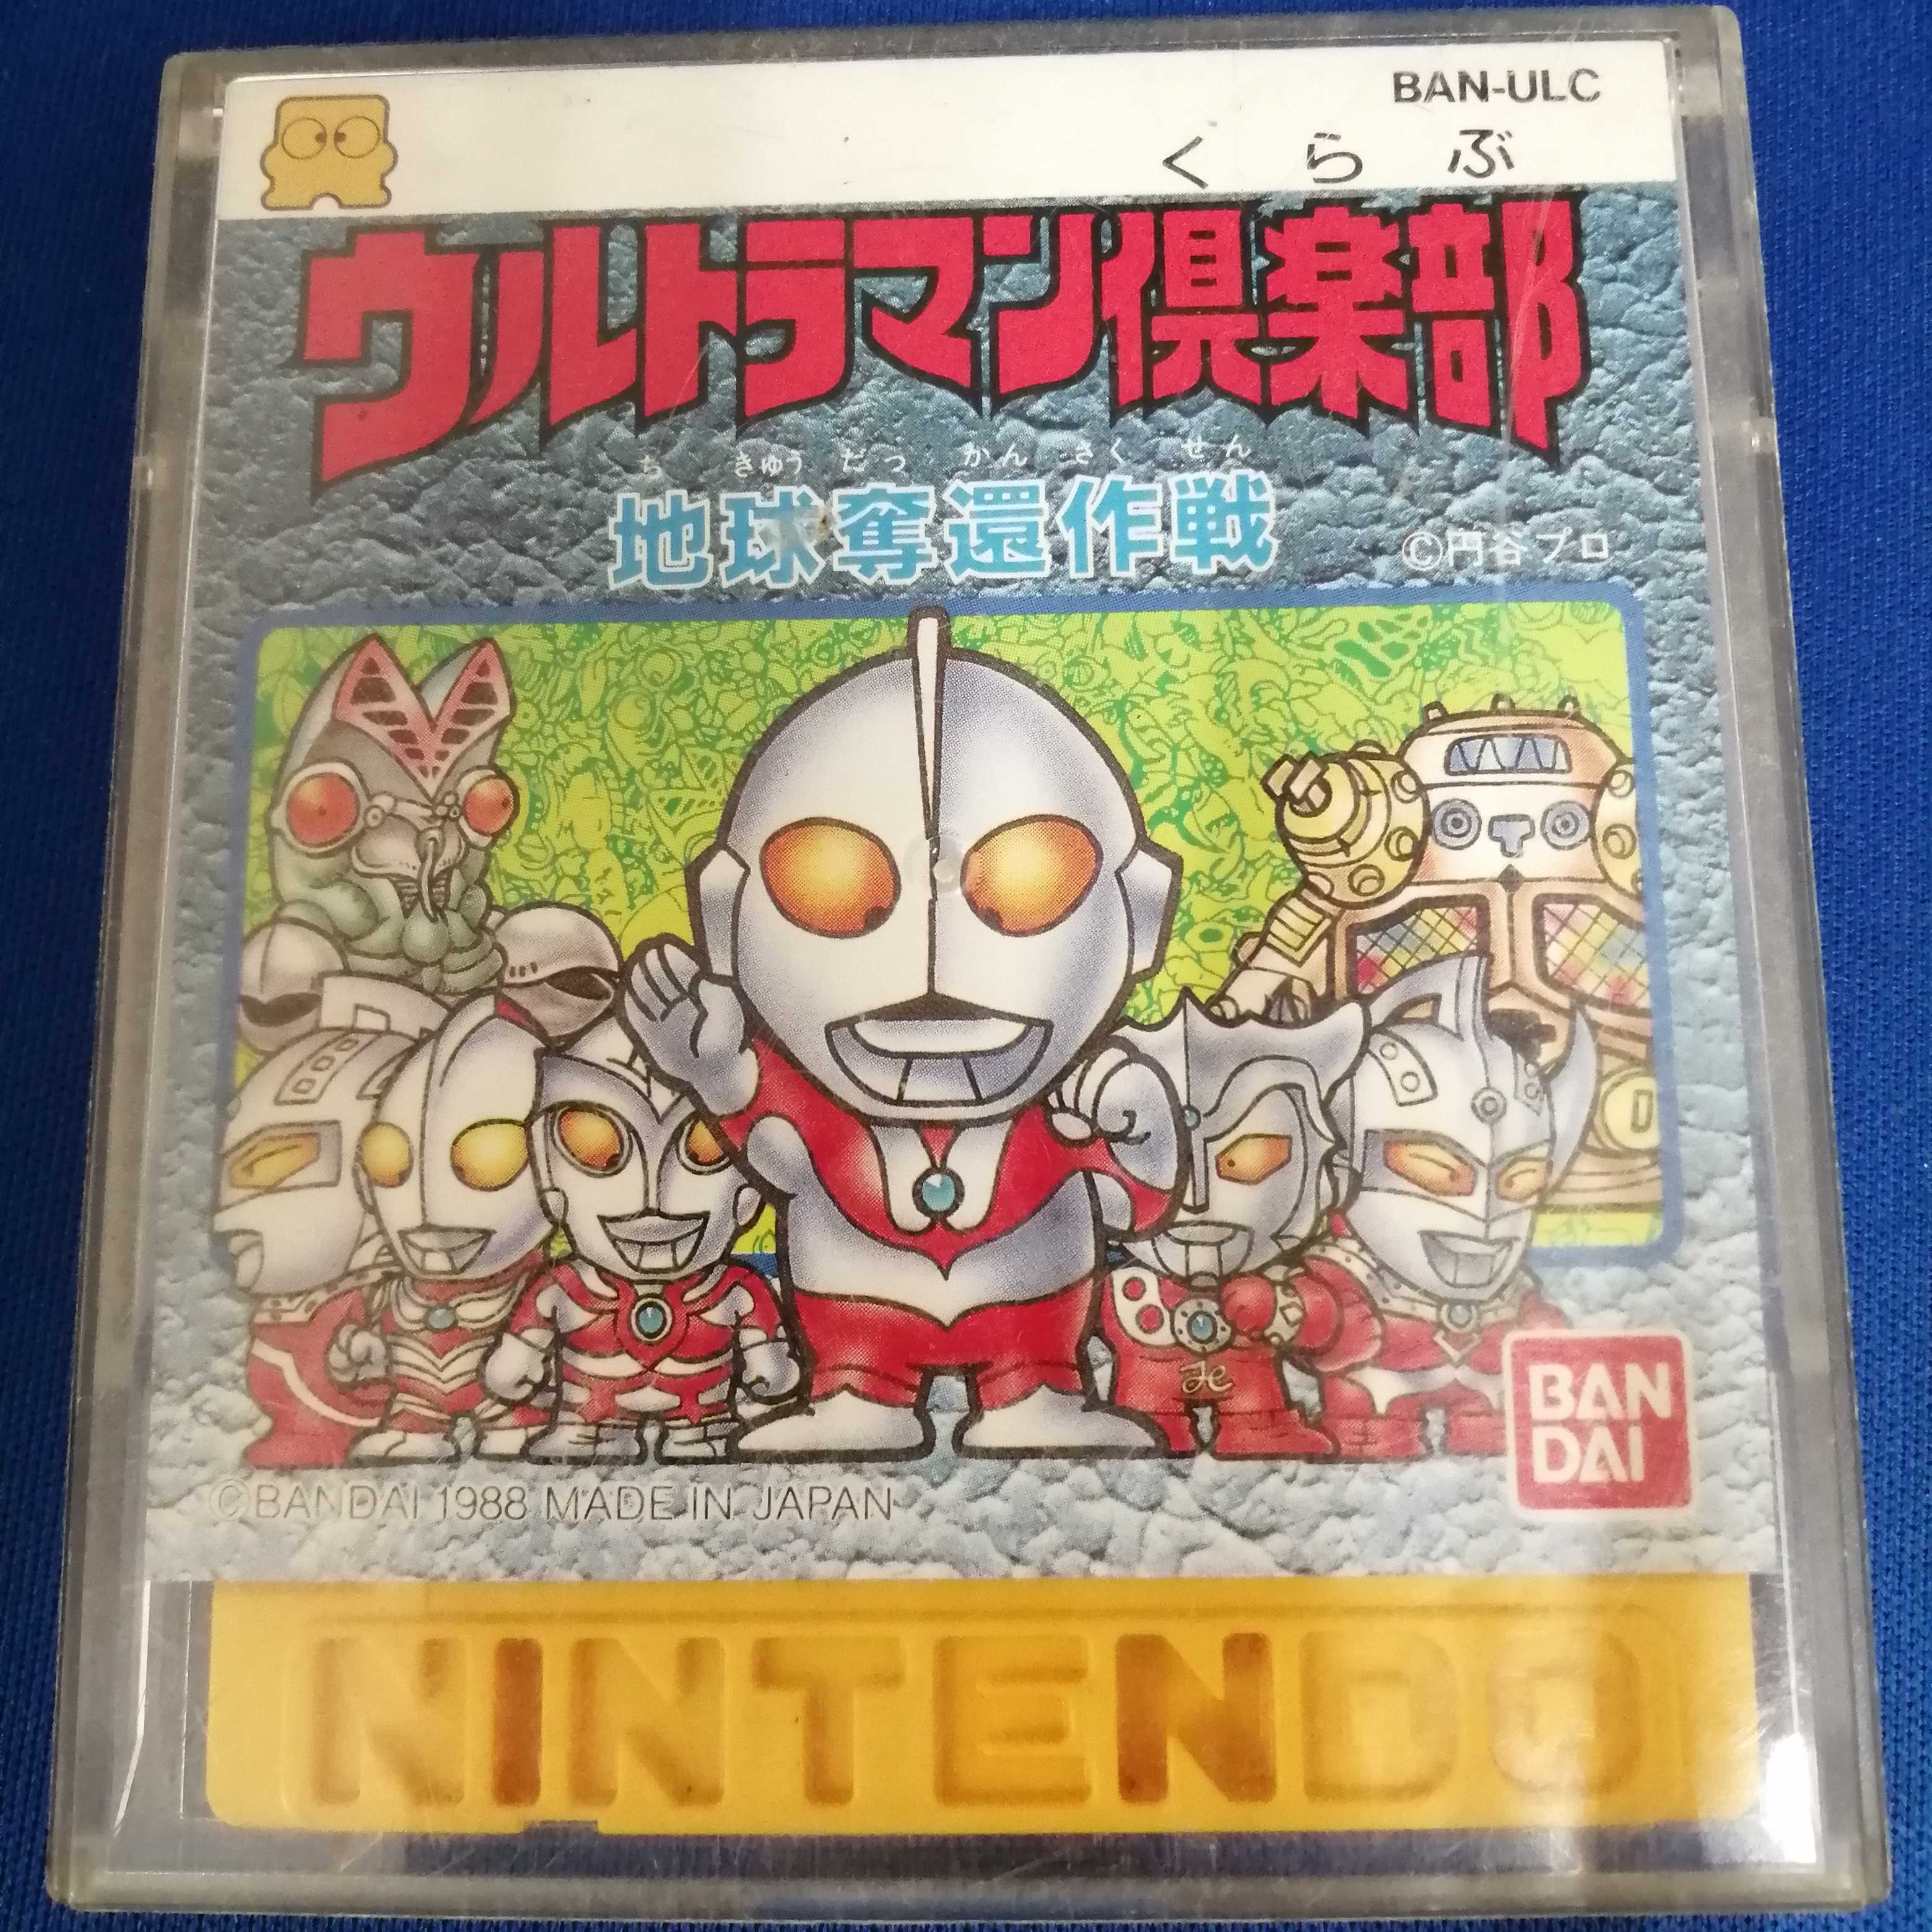 BAN-ULC
くらぶ
ウルトラマン倶楽部
ちきゅうだっかんさくせん
地球奪還作戦
©円谷プロ
BAN
DAI
©BANDAI 1988 MADE IN JAPAN
NINTENDO